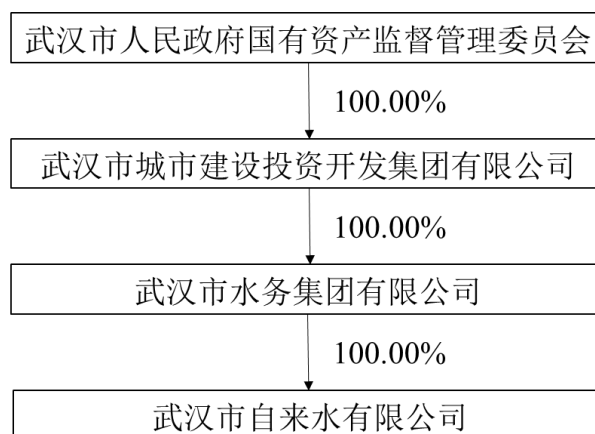 武汉市人民政府国有资产监督管理委员会
100.00%
武汉市城市建设投资开发集团有限公司
100.00%
武汉市水务集团有限公司
100.00%
武汉市自来水有限公司